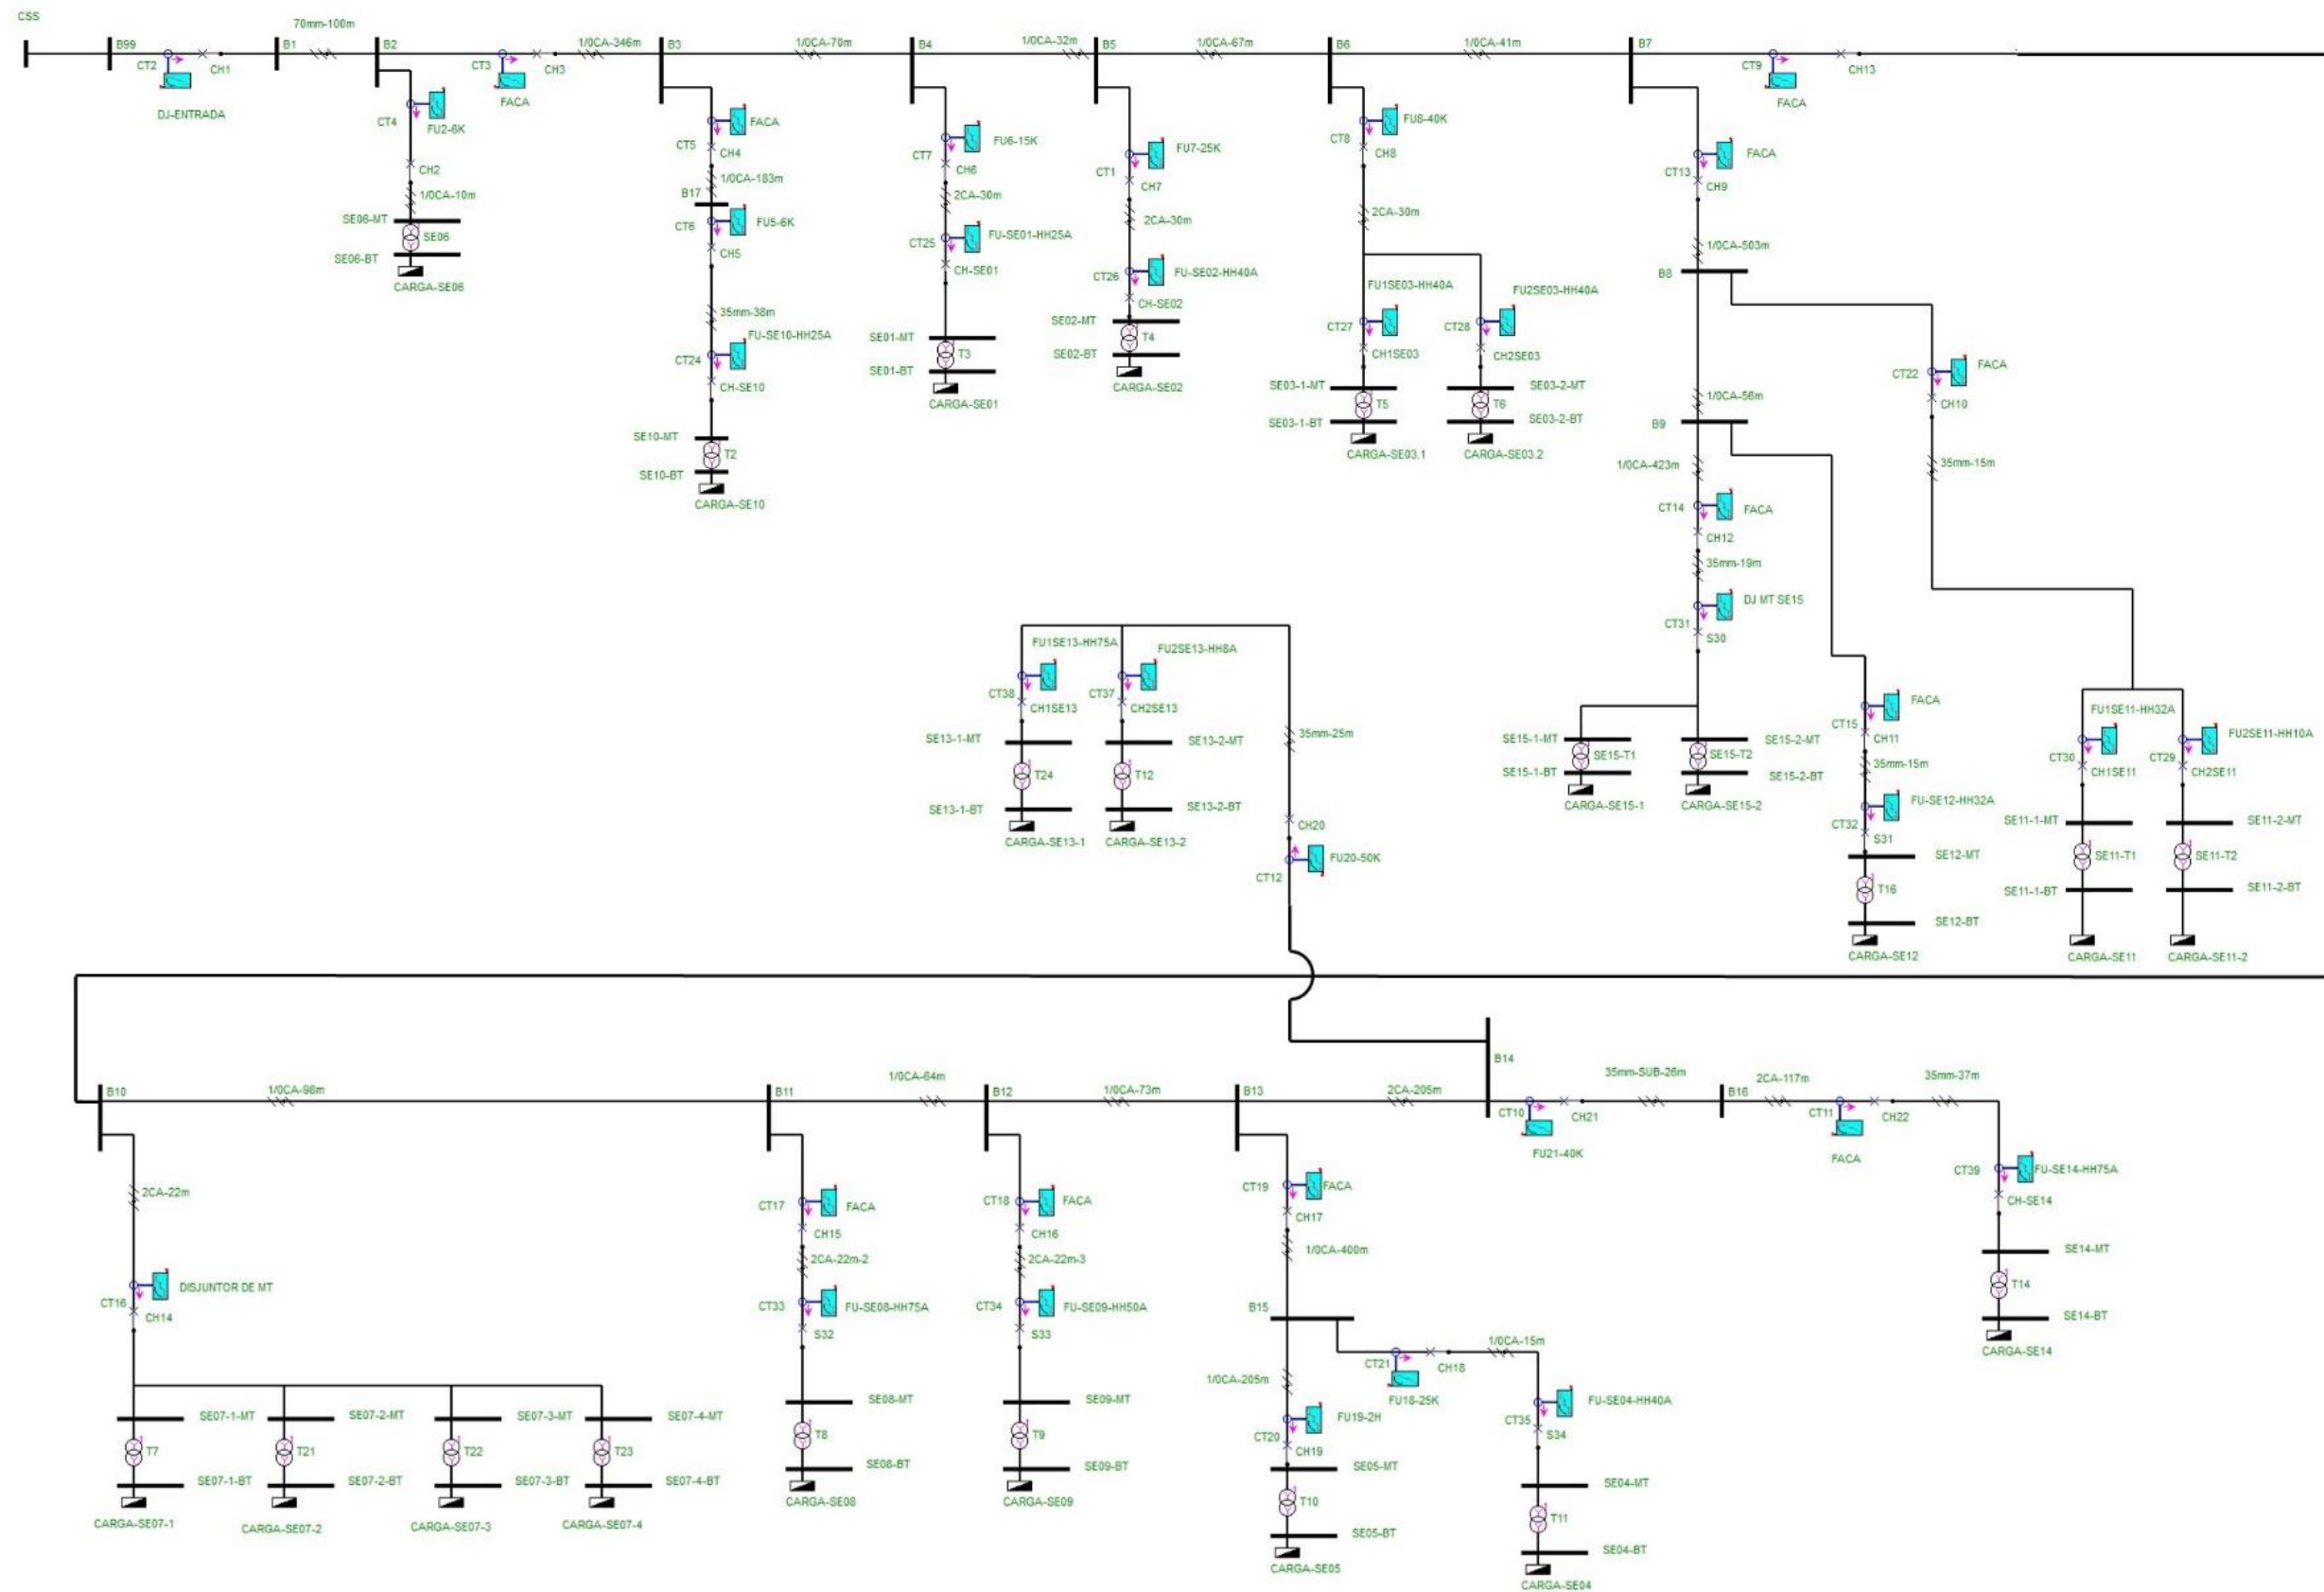 CSS
B99
CT2
CH1
DJ-ENTRADA
B1
70mm-100m
B2
CT4
FU2-6K
CH2
1/0CA-10m
SE06-MT
SE06
SE06-BT
CARGA-SE06
CT3
CH3
FACA
1/0CA-346m
B3
CT5
FACA
CH4
1/0CA-183m
B17
CT6
FU5-6K
CH5
35mm-38m
FU-SE10-HH25A
CT24
CH-SE10
SE10-MT
T2
SE10-BT
CARGA-SE10
1/0CA-70m
B4
CT7
FU6-15K
CH6
2CA-30m
CT25
FU-SE01-HH25A
CH-SE01
SE01-MT
T3
SE01-BT
CARGA-SE01
1/0CA-32m
B5
CT1
FU7-25K
CH7
2CA-30m
CT26
FU-SE02-HH40A
CH-SE02
SE02-MT
T4
SE02-BT
CARGA-SE02
1/0CA-67m
B6
CT8
FU8-40K
CH8
2CA-30m
FU1SE03-HH40A
CT27
CH1SE03
SE03-1-MT
T5
SE03-1-BT
CARGA-SE03.1
FU2SE03-HH40A
CT28
CH2SE03
SE03-2-MT
T6
SE03-2-BT
CARGA-SE03.2
1/0CA-41m
B7
CT9
CH13
FACA
CT13
FACA
CH9
1/0CA-503m
B8
1/0CA-56m
B9
1/0CA-423m
CT14
FACA
CH12
35mm-19m
DJ MT SE15
CT31
S30
SE15-1-MT
SE15-T1
SE15-1-BT
CARGA-SE15-1
SE15-2-MT
SE15-T2
SE15-2-BT
CARGA-SE15-2
CT15
FACA
CH11
35mm-15m
FU-SE12-HH32A
CT32
S31
SE12-MT
T16
SE12-BT
CARGA-SE12
CT22
FACA
CH10
35mm-15m
FU1SE11-HH32A
CT30
CH1SE11
SE11-1-MT
SE11-T1
SE11-1-BT
CARGA-SE11
FU2SE11-HH10A
CT29
CH2SE11
SE11-2-MT
SE11-T2
SE11-2-BT
CARGA-SE11-2
FU1SE13-HH75A
CT38
CH1SE13
SE13-1-MT
T24
SE13-1-BT
CARGA-SE13-1
FU2SE13-HH8A
CT37
CH2SE13
SE13-2-MT
T12
SE13-2-BT
CARGA-SE13-2
35mm-25m
CH20
FU20-50K
CT12
B10
2CA-22m
CT16
DISJUNTOR DE MT
CH14
SE07-1-MT
T7
SE07-1-BT
CARGA-SE07-1
SE07-2-MT
T21
SE07-2-BT
CARGA-SE07-2
SE07-3-MT
T22
SE07-3-BT
CARGA-SE07-3
SE07-4-MT
T23
SE07-4-BT
CARGA-SE07-4
1/0CA-98m
B11
CT17
FACA
CH15
2CA-22m-2
CT33
FU-SE08-HH75A
S32
SE08-MT
T8
SE08-BT
CARGA-SE08
1/0CA-64m
B12
CT18
FACA
CH16
2CA-22m-3
CT34
FU-SE09-HH50A
S33
SE09-MT
T9
SE09-BT
CARGA-SE09
1/0CA-73m
B13
CT19
FACA
CH17
1/0CA-400m
B15
1/0CA-205m
CT20
FU19-2H
CH19
SE05-MT
T10
SE05-BT
CARGA-SE05
CT21
CH18
FU18-25K
1/0CA-15m
CT35
FU-SE04-HH40A
S34
SE04-MT
T11
SE04-BT
CARGA-SE04
2CA-205m
B14
CT10
CH21
FU21-40K
35mm-SUB-26m
B16
2CA-117m
CT11
CH22
FACA
35mm-37m
CT39
FU-SE14-HH75A
CH-SE14
SE14-MT
T14
SE14-BT
CARGA-SE14